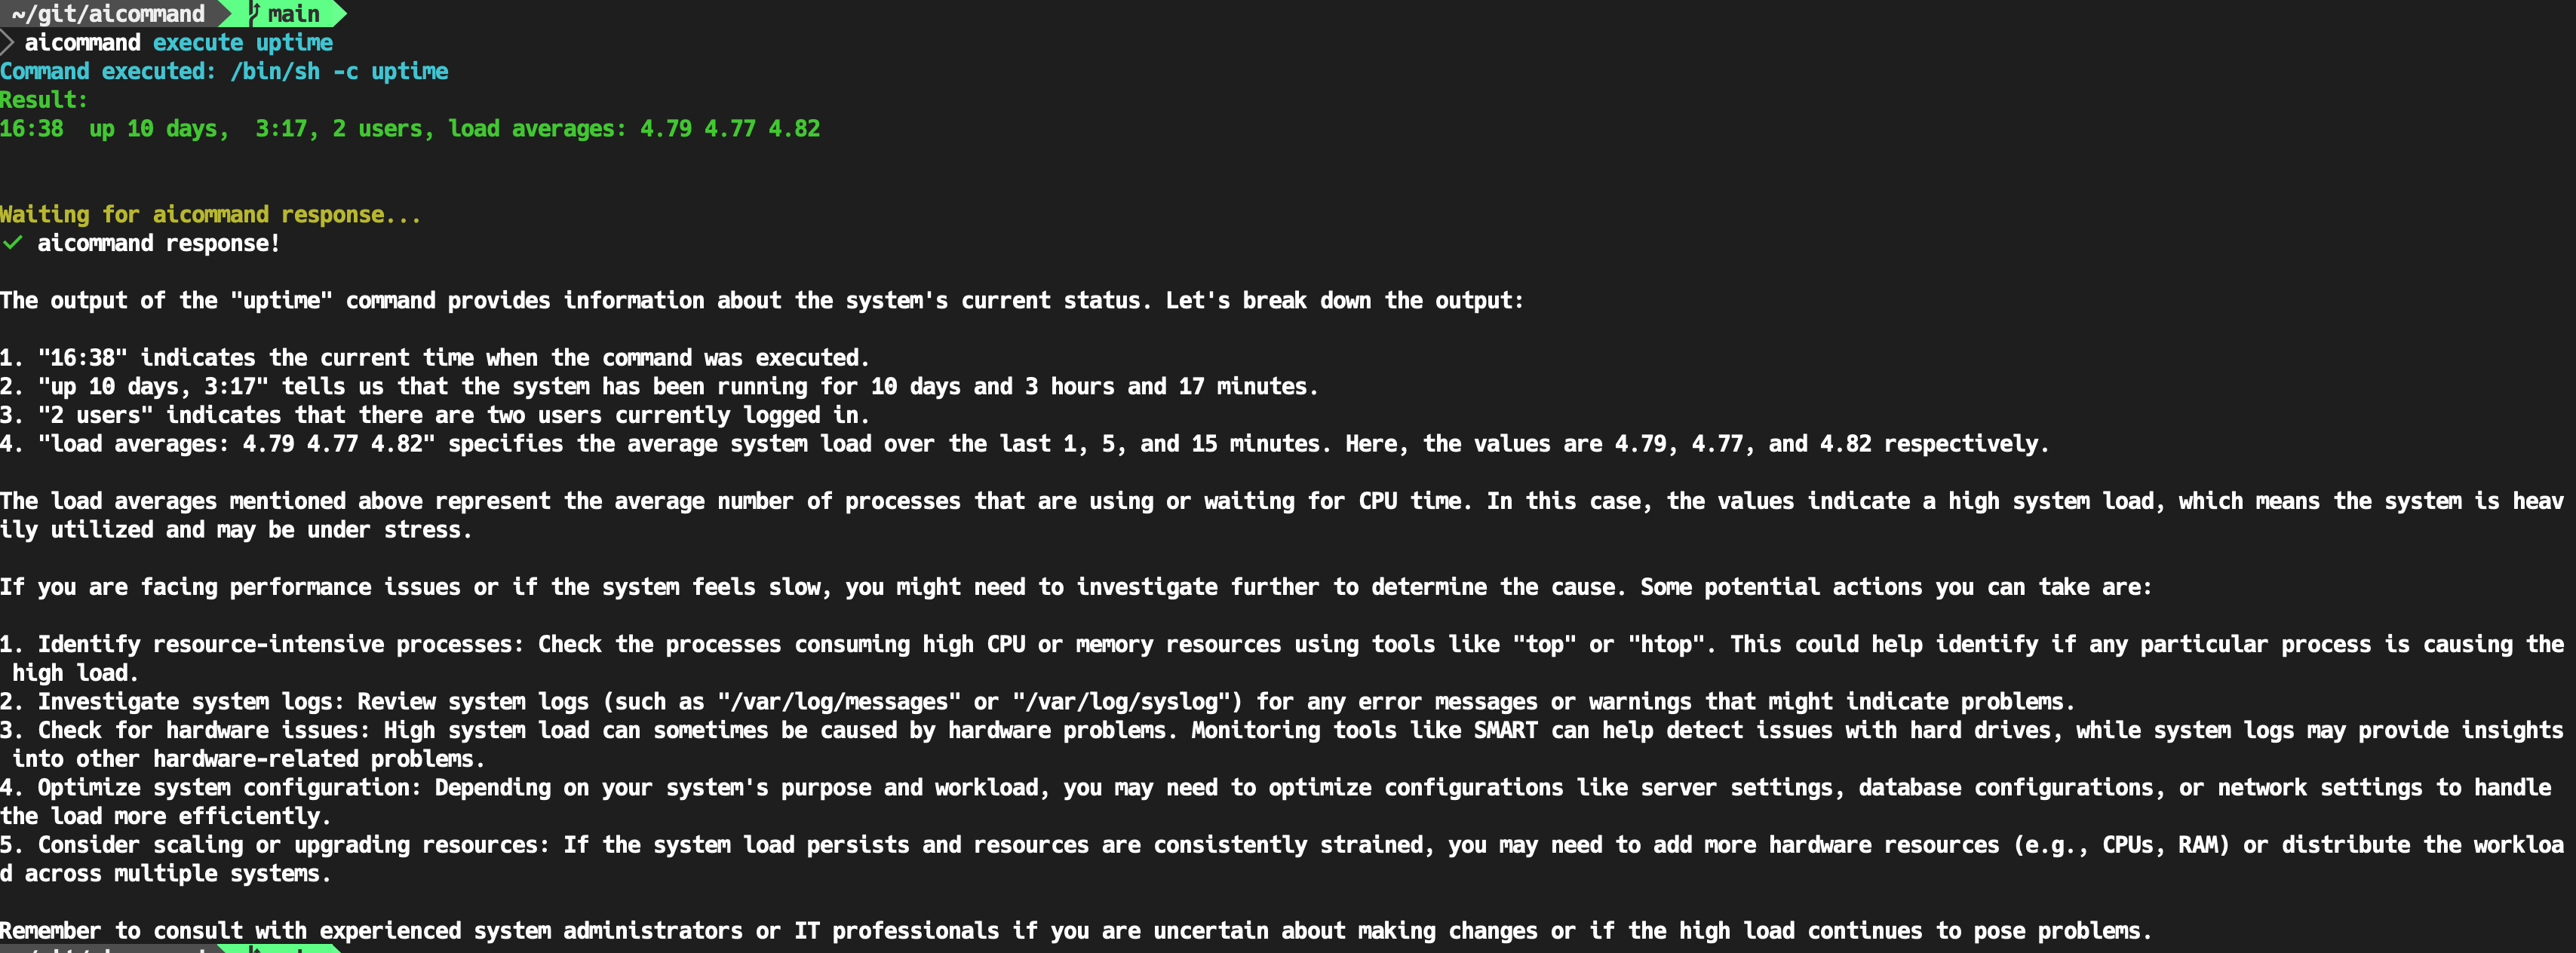 ~/git/aicommand main
aicommand execute uptime
Command executed: /bin/sh -c uptime
Result:
16:38  up 10 days,  3:17, 2 users, load averages: 4.79 4.77 4.82
Waiting for aicommand response...
✓ aicommand response!
The output of the "uptime" command provides information about the system's current status. Let's break down the output:
1. "16:38" indicates the current time when the command was executed.
2. "up 10 days, 3:17" tells us that the system has been running for 10 days and 3 hours and 17 minutes.
3. "2 users" indicates that there are two users currently logged in.
4. "load averages: 4.79 4.77 4.82" specifies the average system load over the last 1, 5, and 15 minutes. Here, the values are 4.79, 4.77, and 4.82 respectively.
The load averages mentioned above represent the average number of processes that are using or waiting for CPU time. In this case, the values indicate a high system load, which means the system is heav
ily utilized and may be under stress.
If you are facing performance issues or if the system feels slow, you might need to investigate further to determine the cause. Some potential actions you can take are:
1. Identify resource-intensive processes: Check the processes consuming high CPU or memory resources using tools like "top" or "htop". This could help identify if any particular process is causing the
 high load.
2. Investigate system logs: Review system logs (such as "/var/log/messages" or "/var/log/syslog") for any error messages or warnings that might indicate problems.
3. Check for hardware issues: High system load can sometimes be caused by hardware problems. Monitoring tools like SMART can help detect issues with hard drives, while system logs may provide insights
 into other hardware-related problems.
4. Optimize system configuration: Depending on your system's purpose and workload, you may need to optimize configurations like server settings, database configurations, or network settings to handle
the load more efficiently.
5. Consider scaling or upgrading resources: If the system load persists and resources are consistently strained, you may need to add more hardware resources (e.g., CPUs, RAM) or distribute the workloa
d across multiple systems.
Remember to consult with experienced system administrators or IT professionals if you are uncertain about making changes or if the high load continues to pose problems.